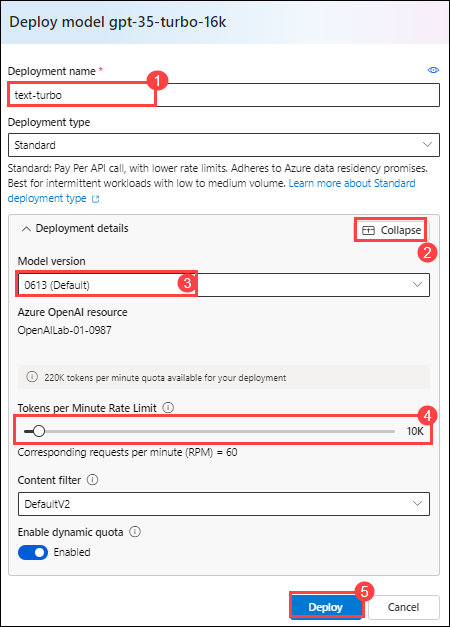 Deploy model gpt-35-turbo-16k
Deployment name *
text-turbo
1
Deployment type
Standard
Standard: Pay Per API call, with lower rate limits. Adheres to Azure data residency promises.
Best for intermittent workloads with low to medium volume. Learn more about Standard
deployment type
Deployment details
Collapse
2
Model version
0613 (Default)
3
Azure OpenAI resource
OpenAILab-01-0987
220K tokens per minute quota available for your deployment
Tokens per Minute Rate Limit
4
10K
Corresponding requests per minute (RPM) = 60
Content filter
DefaultV2
Enable dynamic quota
Enabled
5
Deploy
Cancel